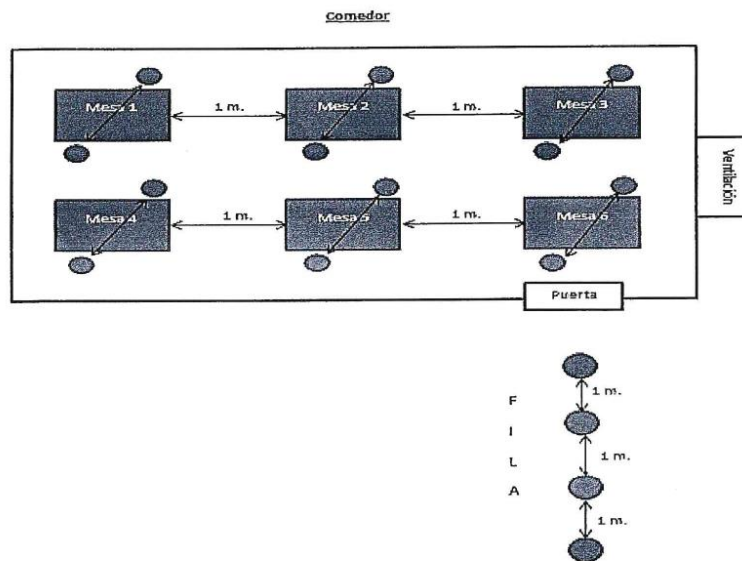 Comedor
Mesa 1
1 m.
Mesa 2
1 m.
Mesa 3
Ventilación
Mesa 4
1 m.
Mesa 5
1 m.
Mesa 6
Puerta
F
I
L
A
1 m.
1 m.
1 m.